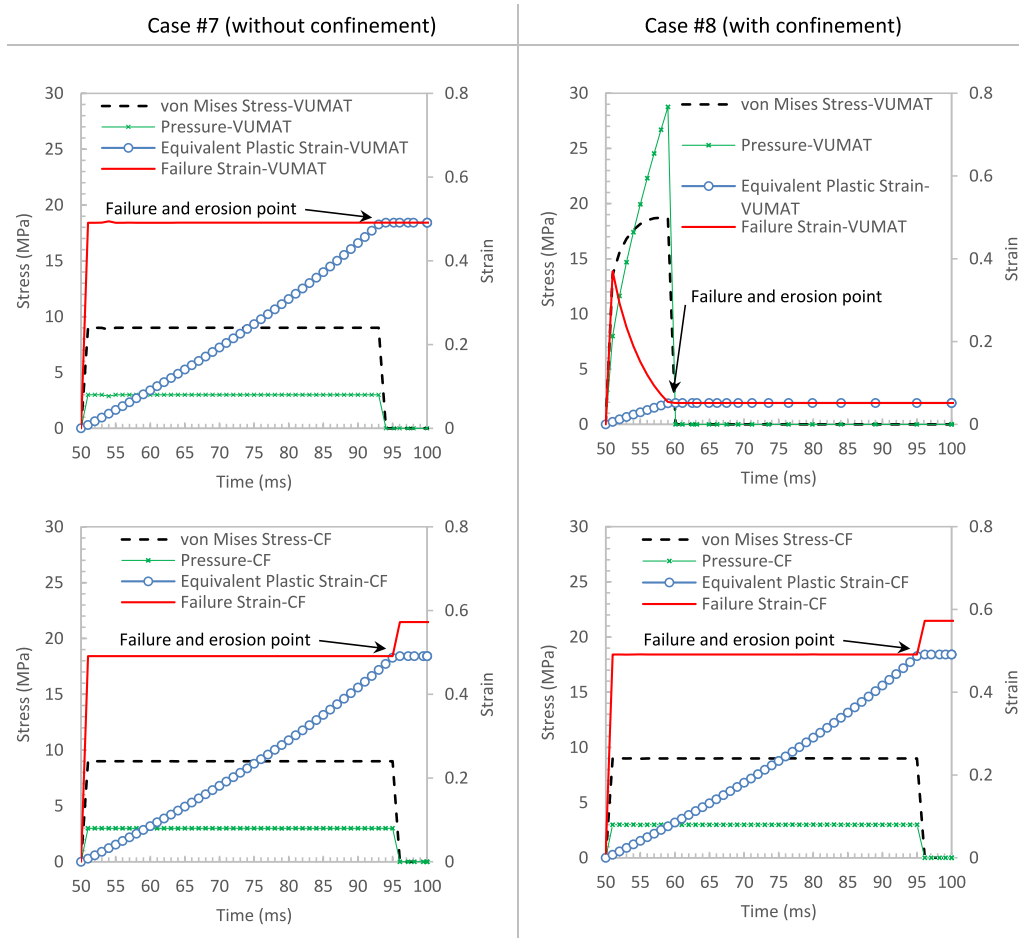 Case #7 (without confinement)
Case #8 (with confinement)
30
25
20
15
10
5
0
0.8
0.6
0.4
0.2
0
Stress (MPa)
Strain
von Mises Stress-VUMAT
Pressure-VUMAT
Equivalent Plastic Strain-VUMAT
Failure Strain-VUMAT
Failure and erosion point
50 55 60 65 70 75 80 85 90 95 100
Time (ms)
30
25
20
15
10
5
0
0.8
0.6
0.4
0.2
0
Stress (MPa)
Strain
von Mises Stress-VUMAT
Pressure-VUMAT
Equivalent Plastic Strain-
VUMAT
Failure Strain-VUMAT
Failure and erosion point
50 55 60 65 70 75 80 85 90 95 100
Time (ms)
30
25
20
15
10
5
0
0.8
0.6
0.4
0.2
0
Stress (MPa)
Strain
von Mises Stress-CF
Pressure-CF
Equivalent Plastic Strain-CF
Failure Strain-CF
Failure and erosion point
50 55 60 65 70 75 80 85 90 95 100
Time (ms)
30
25
20
15
10
5
0
0.8
0.6
0.4
0.2
0
Stress (MPa)
Strain
von Mises Stress-CF
Pressure-CF
Equivalent Plastic Strain-CF
Failure Strain-CF
Failure and erosion point
50 55 60 65 70 75 80 85 90 95 100
Time (ms)